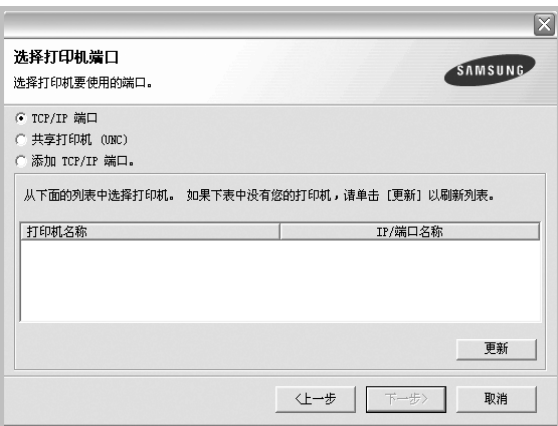 选择打印机端口
选择打印机要使用的端口。
SAMSUNG
TCP/IP 端口
共享打印机 (UNC)
添加 TCP/IP 端口。
从下面的列表中选择打印机。 如果下表中没有您的打印机，请单击 [更新] 以刷新列表。
打印机名称 IP/端口名称
更新
<上一步 下一步> 取消